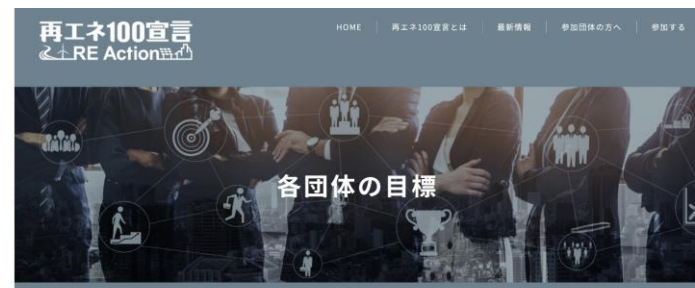 再エネ100宣言
RE Action
HOME
再エネ100宣言とは
最新情報
参加団体の方へ
参加する
各団体の目標